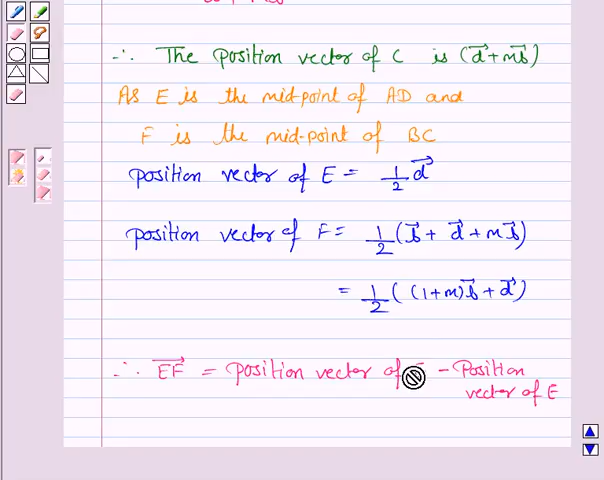 ∴ The position vector of C is (d⃗+mb⃗)
As E is the mid-point of AD and
F is the mid-point of BC
position vector of E = 1/2 d⃗
position vector of F = 1/2 (b⃗ + d⃗ + mb⃗)
= 1/2 ( (1+m)b⃗ + d⃗ )
∴ EF⃗ = position vector of - Position
vector of E